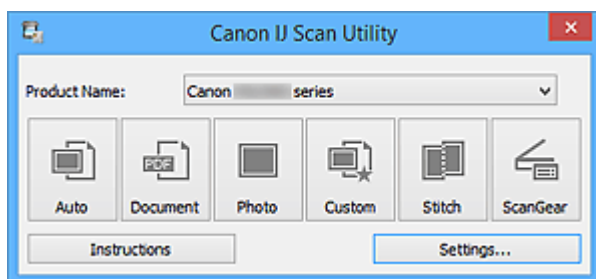 Canon IJ Scan Utility
Product Name: Canon series
PDF
Auto Document Photo Custom Stitch ScanGear
Instructions Settings...